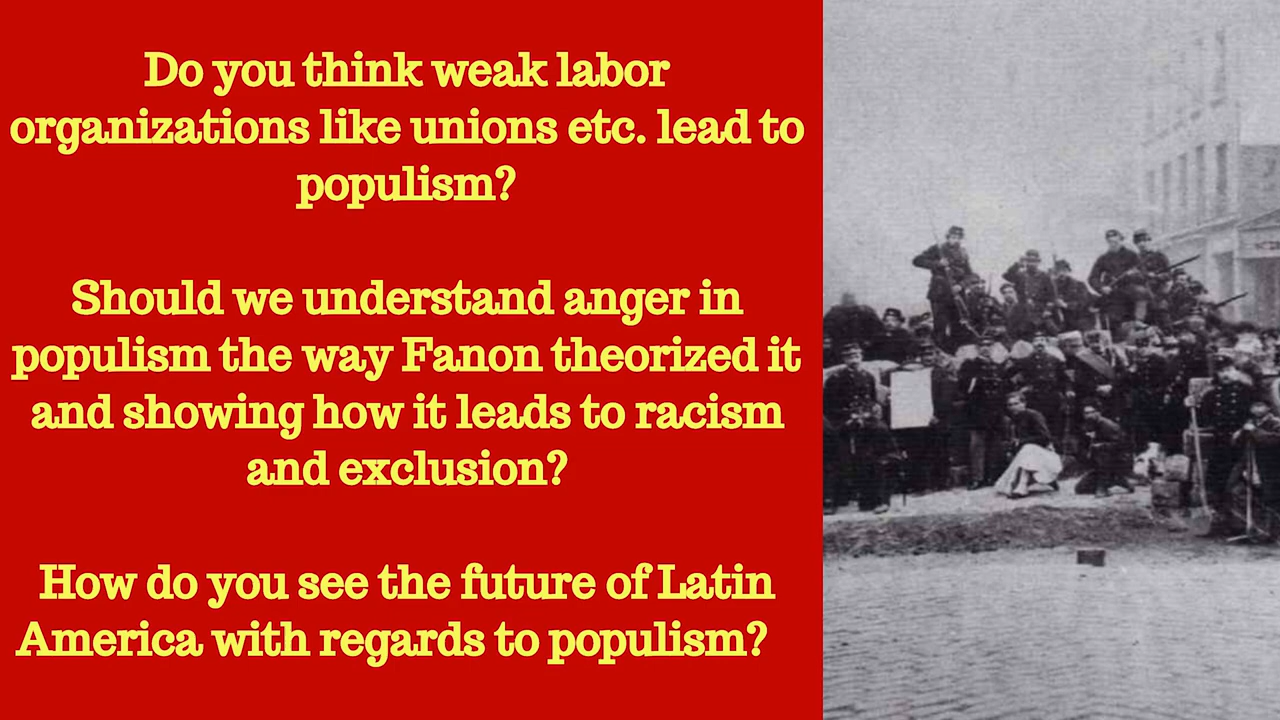 Do you think weak labor
organizations like unions etc. lead to
populism?
Should we understand anger in
populism the way Fanon theorized it
and showing how it leads to racism
and exclusion?
How do you see the future of Latin
America with regards to populism?